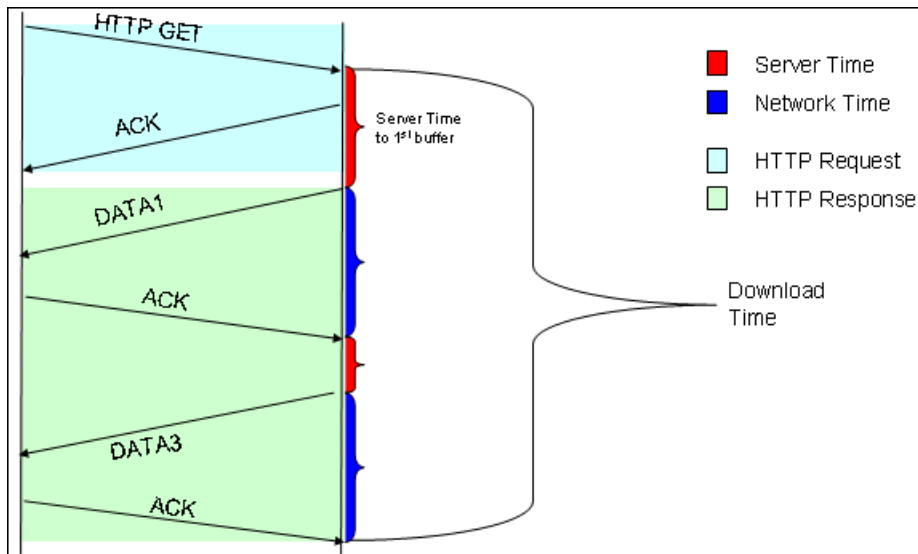 HTTP GET
ACK
DATA1
ACK
DATA3
ACK
Server Time
to 1st buffer
Server Time
Network Time
HTTP Request
HTTP Response
Download
Time